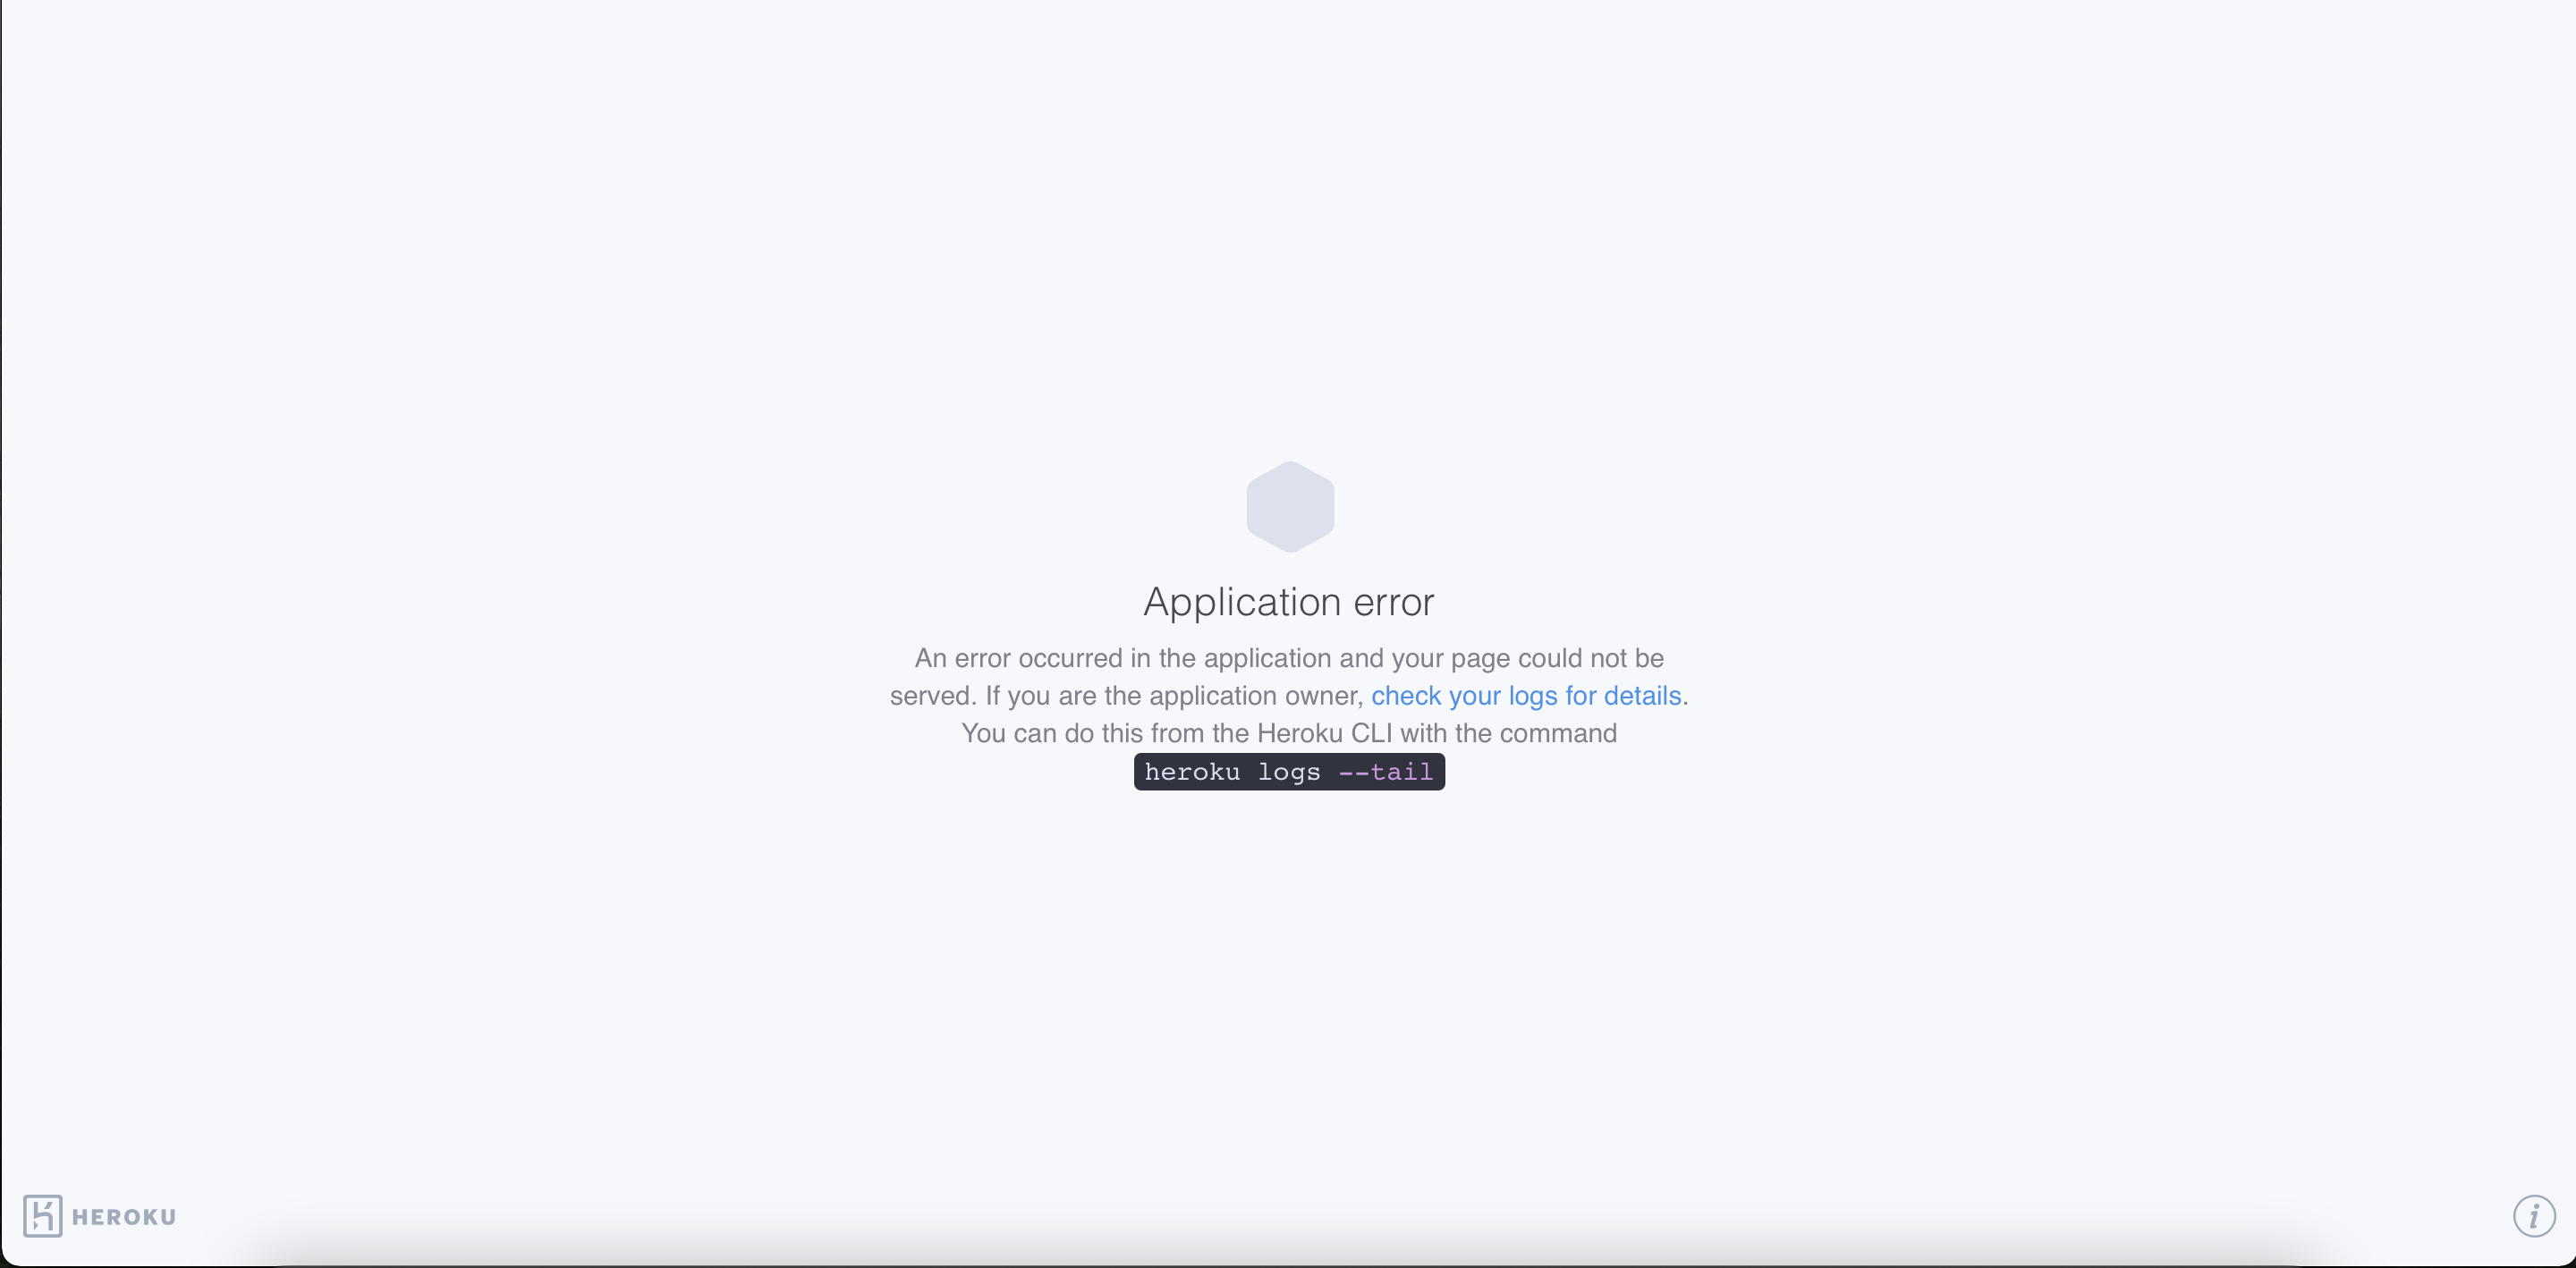 Application error
An error occurred in the application and your page could not be
served. If you are the application owner, check your logs for details.
You can do this from the Heroku CLI with the command
heroku logs --tail
HEROKU
i